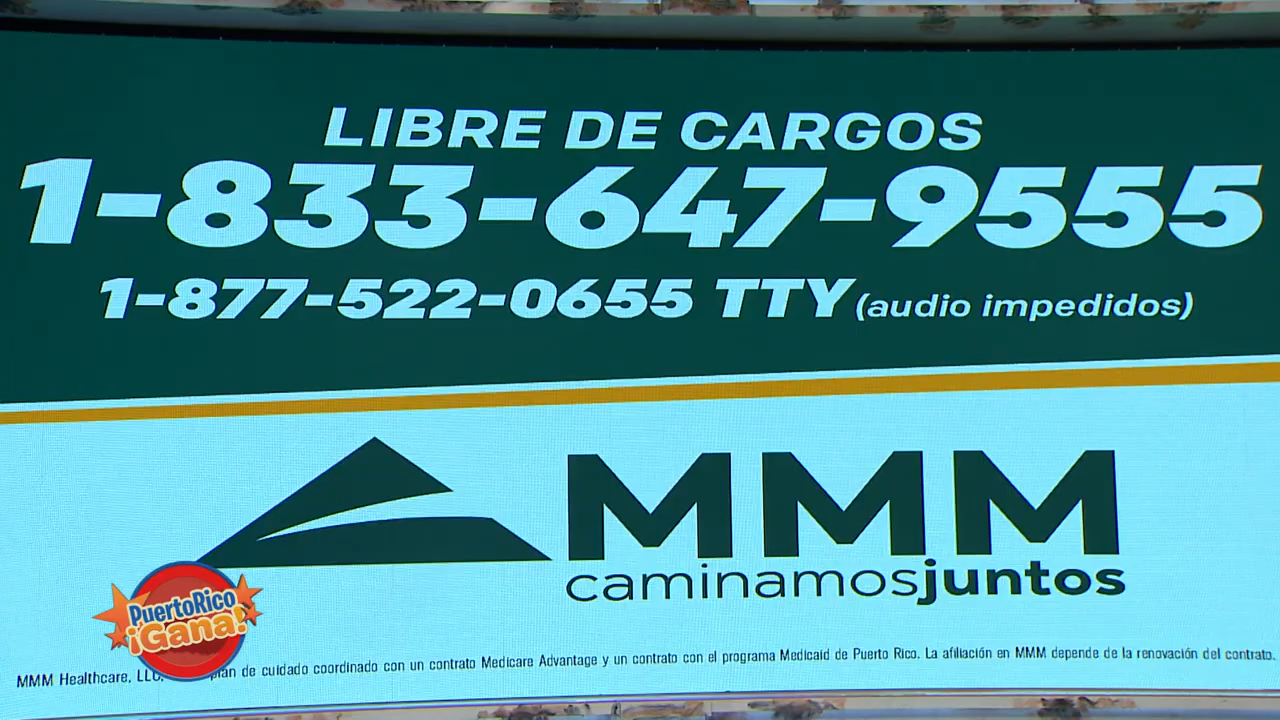 LIBRE DE CARGOS
1-833-647-9555
1-877-522-0655 TTY (audio impedidos)
MMM
caminamosjuntos
PuertoRico
¡Gana!
MMM Healthcare, LLC, plan de cuidado coordinado con un contrato Medicare Advantage y un contrato con el programa Medicaid de Puerto Rico. La afiliación en MMM depende de la renovación del contrato.